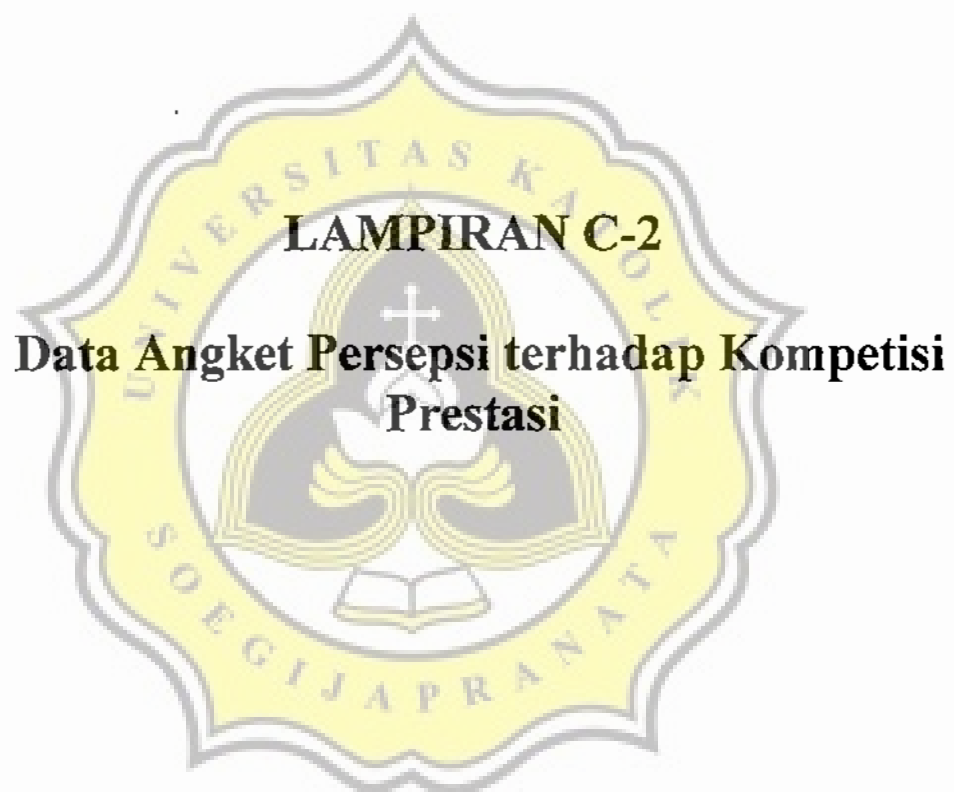 UNIVERSITAS KATOLIK
LAMPIRAN C-2
Data Angket Persepsi terhadap Kompetisi
Prestasi
SOEGIJAPRANATA